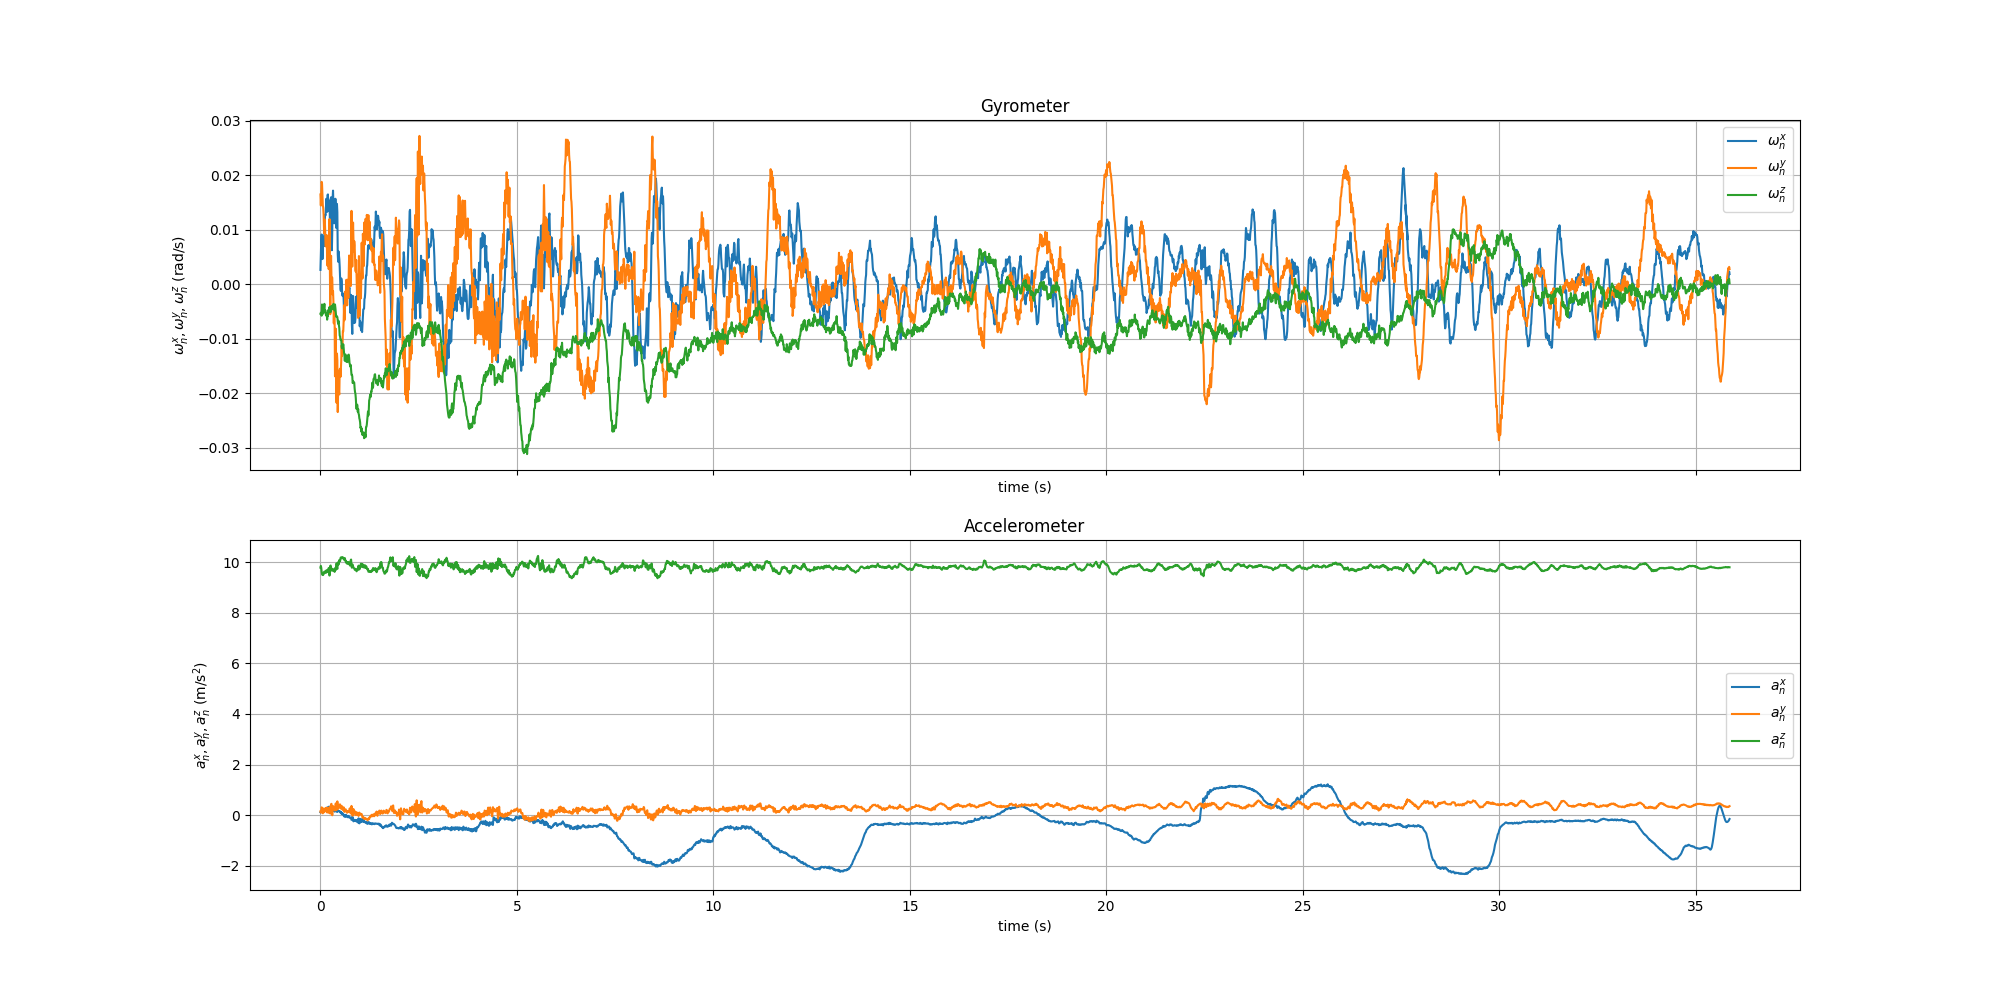 Gyrometer
0.03
0.02
0.01
0.00
−0.01
−0.02
−0.03
ω_n^x, ω_n^y, ω_n^z (rad/s)
ω_n^x
ω_n^y
ω_n^z
time (s)
Accelerometer
10
8
6
4
2
0
−2
a_n^x, a_n^y, a_n^z (m/s²)
a_n^x
a_n^y
a_n^z
0 5 10 15 20 25 30 35
time (s)